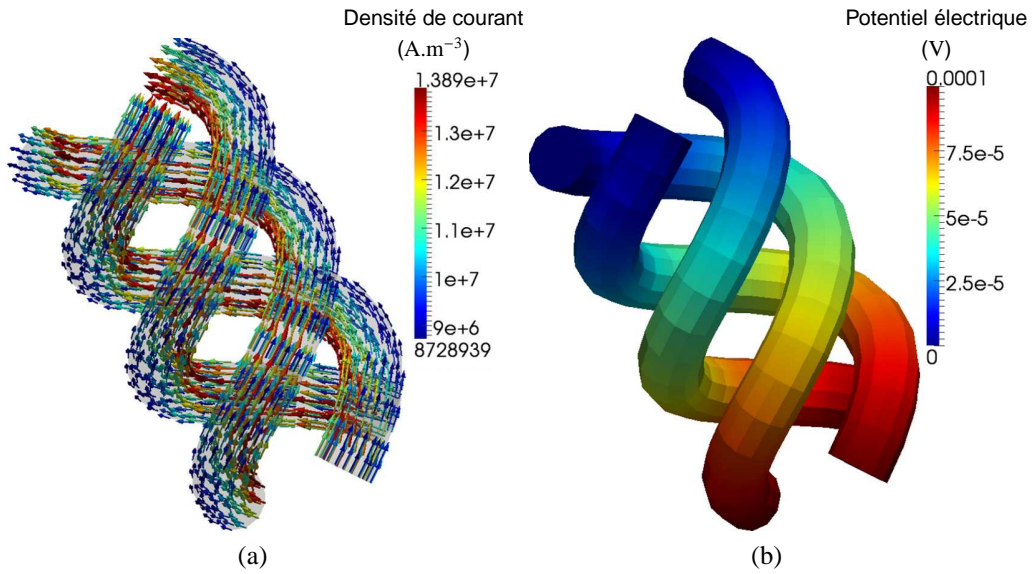 Densité de courant
(A.m−3)
1.389e+7
1.3e+7
1.2e+7
1.1e+7
1e+7
9e+6
8728939
(a)
Potentiel électrique
(V)
0.0001
7.5e-5
5e-5
2.5e-5
0
(b)